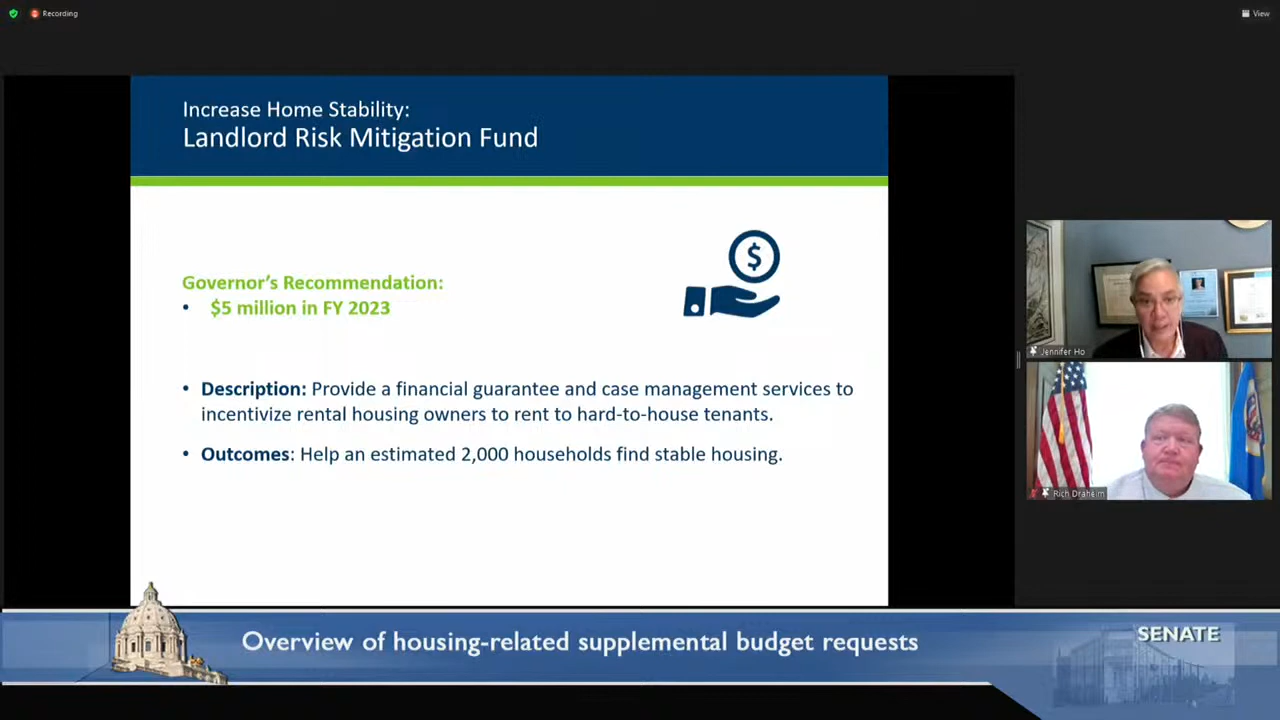 Recording
View
Increase Home Stability:
Landlord Risk Mitigation Fund
$
Governor's Recommendation:
• $5 million in FY 2023
• Description: Provide a financial guarantee and case management services to
incentivize rental housing owners to rent to hard-to-house tenants.
• Outcomes: Help an estimated 2,000 households find stable housing.
Jennifer Ho
Rich Draheim
Overview of housing-related supplemental budget requests
SENATE